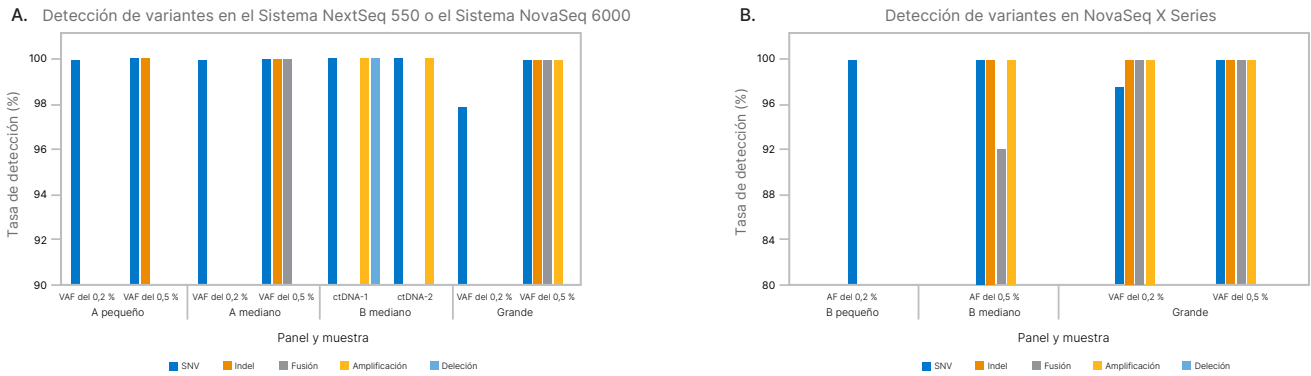 A. Detección de variantes en el Sistema NextSeq 550 o el Sistema NovaSeq 6000
Tasa de detección (%)
100
98
96
94
92
90
VAF del 0,2 % VAF del 0,5 % VAF del 0,2 % VAF del 0,5 % ctDNA-1 ctDNA-2 VAF del 0,2 % VAF del 0,5 %
A pequeño A mediano B mediano Grande
Panel y muestra
SNV Indel Fusión Amplificación Deleción
B. Detección de variantes en NovaSeq X Series
Tasa de detección (%)
100
96
92
88
84
80
AF del 0,2 % AF del 0,5 % VAF del 0,2 % VAF del 0,5 %
B pequeño B mediano Grande
Panel y muestra
SNV Indel Fusión Amplificación Deleción